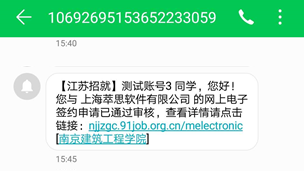 10692695153652233059
15:40
【江苏招就】测试账号3 同学，您好！
您与 上海萃思软件有限公司 的网上电子
签约申请已通过审核，查看详情请点击
链接：njjzgc.91job.org.cn/melectronic
[南京建筑工程学院]
15:45